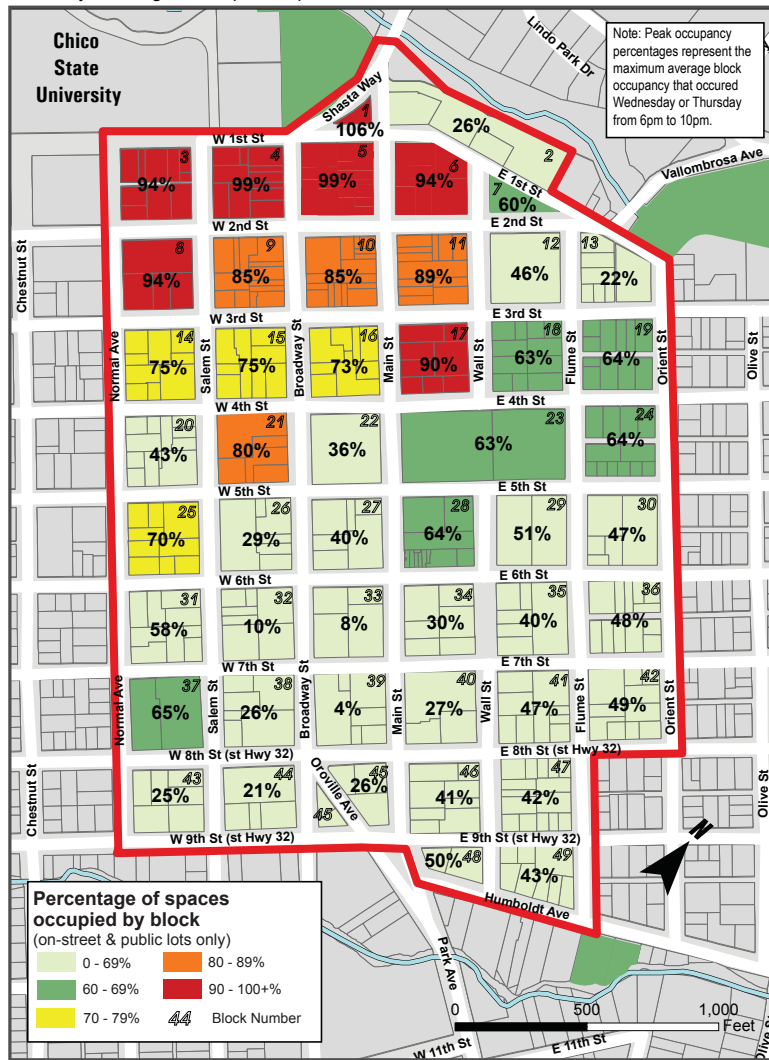 Chico
State
University
Lindo Park Dr
Note: Peak occupancy
percentages represent the
maximum average block
occupancy that occured
Wednesday or Thursday
from 6pm to 10pm.
Shasta Way
1
106%
26%
2
W 1st St
E 1st St
Vallombrosa Ave
3
94%
4
99%
5
99%
6
94%
7
60%
W 2nd St
E 2nd St
Chestnut St
8
94%
9
85%
10
85%
11
89%
12
46%
13
22%
W 3rd St
E 3rd St
Normal Ave
14
75%
Salem St
15
75%
Broadway St
16
73%
Main St
17
90%
Wall St
18
63%
Flume St
19
64%
Orient St
Olive St
W 4th St
E 4th St
20
43%
21
80%
22
36%
23
63%
24
64%
W 5th St
E 5th St
25
70%
26
29%
27
40%
28
64%
29
51%
30
47%
W 6th St
E 6th St
31
58%
32
10%
33
8%
34
30%
35
40%
36
48%
W 7th St
E 7th St
Normal Ave
37
65%
Salem St
38
26%
Broadway St
39
4%
Main St
40
27%
Wall St
41
47%
Flume St
42
49%
Orient St
W 8th St (st Hwy 32)
E 8th St (st Hwy 32)
Chestnut St
43
25%
44
21%
Oroville Ave
45
26%
45
46
41%
47
42%
Olive St
W 9th St (st Hwy 32)
E 9th St (st Hwy 32)
N
50%
48
49
43%
Humboldt Ave
Percentage of spaces
occupied by block
(on-street & public lots only)
0 - 69%
80 - 89%
60 - 69%
90 - 100+%
70 - 79%
44 Block Number
Park Ave
0 500 1,000
Feet
W 11th St
E 11th St
Olive St